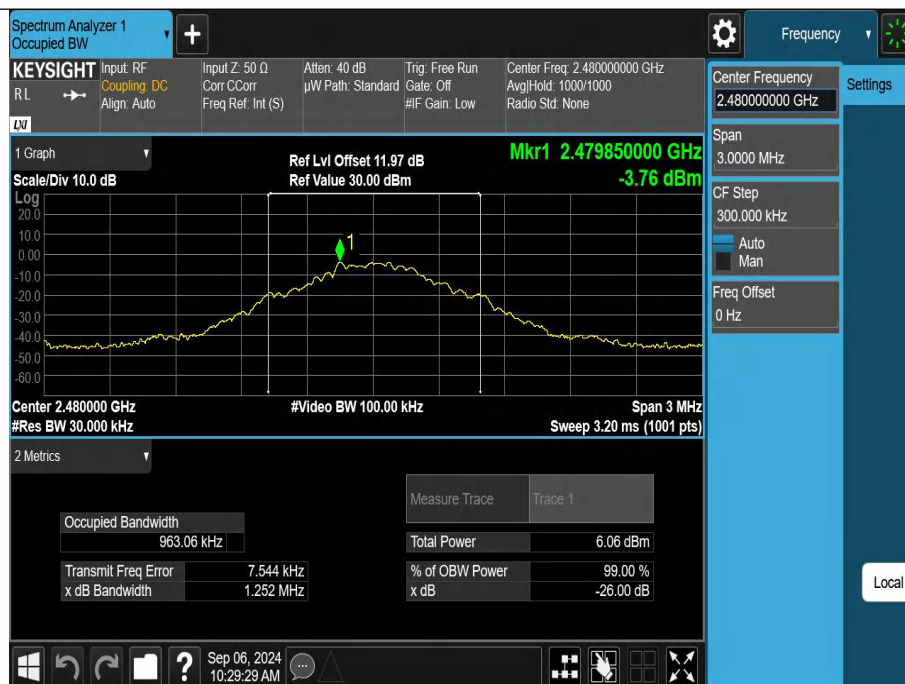 Spectrum Analyzer 1
Occupied BW
Frequency
KEYSIGHT
RL
LXI
Input: RF
Coupling: DC
Align: Auto
Input Z: 50 Ω
Corr CCorr
Freq Ref: Int (S)
Atten: 40 dB
µW Path: Standard
Trig: Free Run
Gate: Off
#IF Gain: Low
Center Freq: 2.480000000 GHz
Avg|Hold: 1000/1000
Radio Std: None
Center Frequency
2.480000000 GHz
Settings
Span
3.0000 MHz
CF Step
300.000 kHz
Auto
Man
Freq Offset
0 Hz
1 Graph
Scale/Div 10.0 dB
Ref Lvl Offset 11.97 dB
Ref Value 30.00 dBm
Mkr1 2.479850000 GHz
-3.76 dBm
Log
20.0
10.0
0.00
-10.0
-20.0
-30.0
-40.0
-50.0
-60.0
1
Center 2.480000 GHz
#Res BW 30.000 kHz
#Video BW 100.00 kHz
Span 3 MHz
Sweep 3.20 ms (1001 pts)
2 Metrics
Measure Trace
Trace 1
Occupied Bandwidth
963.06 kHz
Total Power
6.06 dBm
Transmit Freq Error
7.544 kHz
% of OBW Power
99.00 %
x dB Bandwidth
1.252 MHz
x dB
-26.00 dB
Local
?
Sep 06, 2024
10:29:29 AM